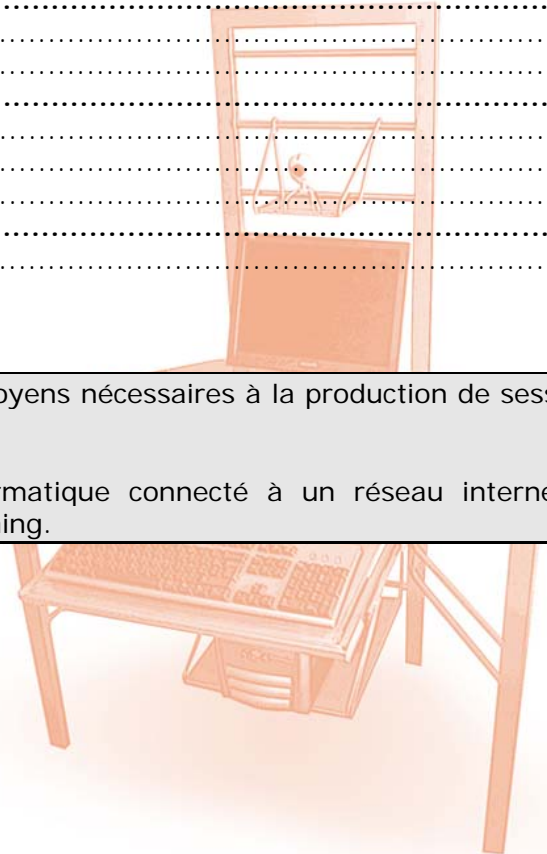 oyens nécessaires à la production de sess
rmatique connecté à un réseau interne
ing.